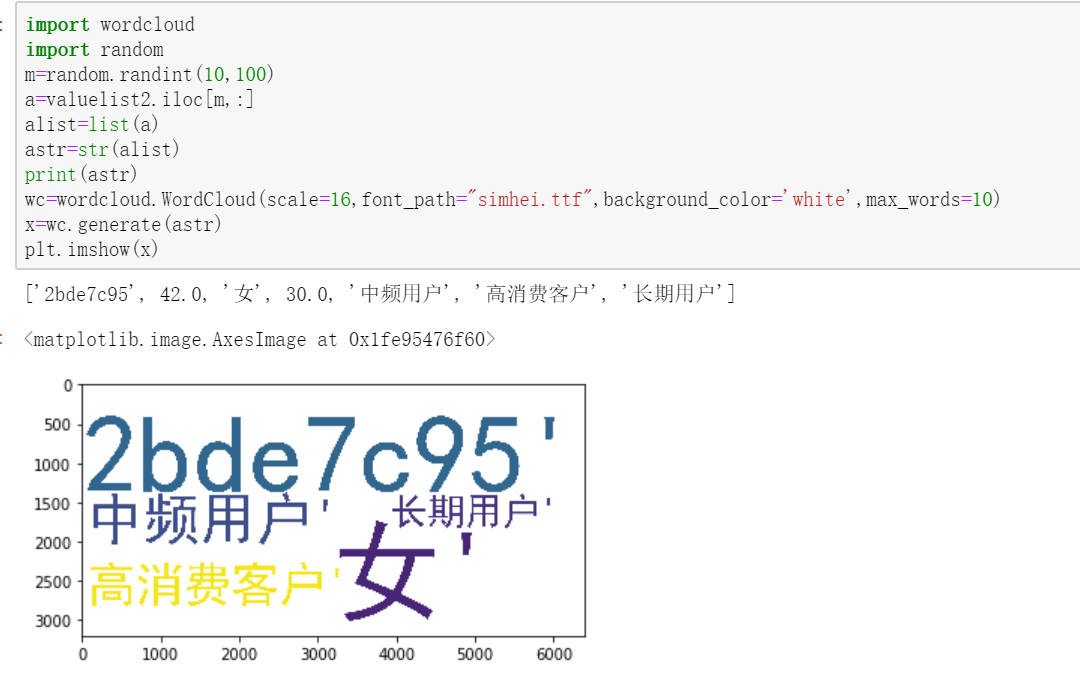 import wordcloud
import random
m=random.randint(10,100)
a=valuelist2.iloc[m,:]
alist=list(a)
astr=str(alist)
print(astr)
wc=wordcloud.WordCloud(scale=16,font_path="simhei.ttf",background_color='white',max_words=10)
x=wc.generate(astr)
plt.imshow(x)
['2bde7c95', 42.0, '女', 30.0, '中频用户', '高消费客户', '长期用户']
<matplotlib.image.AxesImage at 0x1fe95476f60>
0
500
1000
1500
2000
2500
3000
2bde7c95'
中频用户'
长期用户'
高消费客户'
女'
0 1000 2000 3000 4000 5000 6000